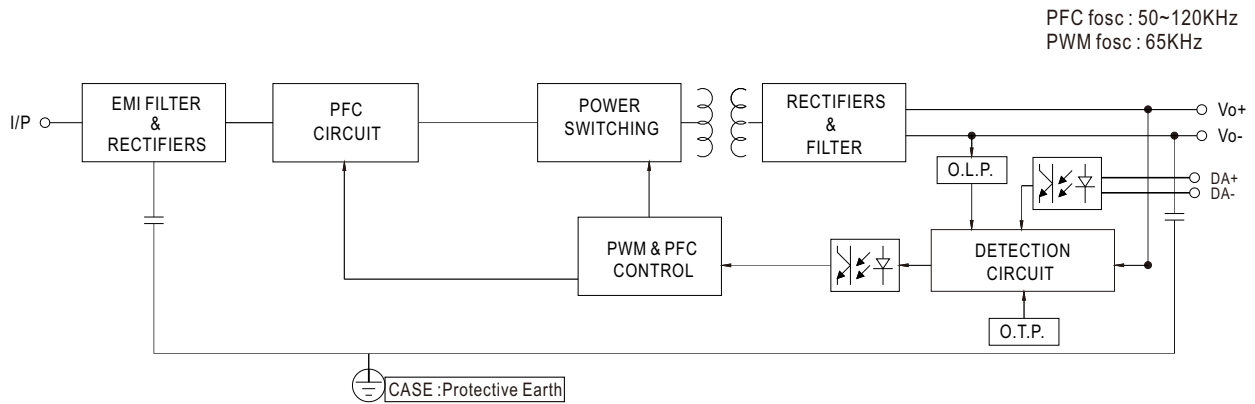 PFC fosc : 50~120KHz
PWM fosc : 65KHz
I/P
EMI FILTER
&
RECTIFIERS
PFC
CIRCUIT
POWER
SWITCHING
RECTIFIERS
&
FILTER
Vo+
Vo-
O.L.P.
DA+
DA-
PWM & PFC
CONTROL
DETECTION
CIRCUIT
O.T.P.
CASE :Protective Earth